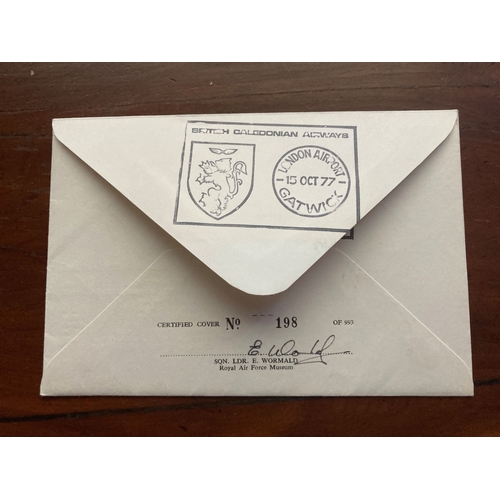 BRITISH CALEDONIAN AIRWAYS
LONDON AIRPORT
15 OCT 77
GATWICK
CERTIFIED COVER No 198 OF 993
E. Wormald
SQN. LDR. E. WORMALD
Royal Air Force Museum